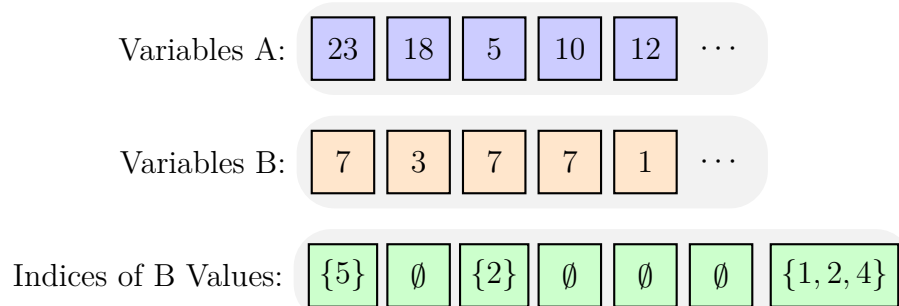 Variables A: 23 18 5 10 12 ⋯
Variables B: 7 3 7 7 1 ⋯
Indices of B Values: {5} ∅ {2} ∅ ∅ ∅ {1, 2, 4}